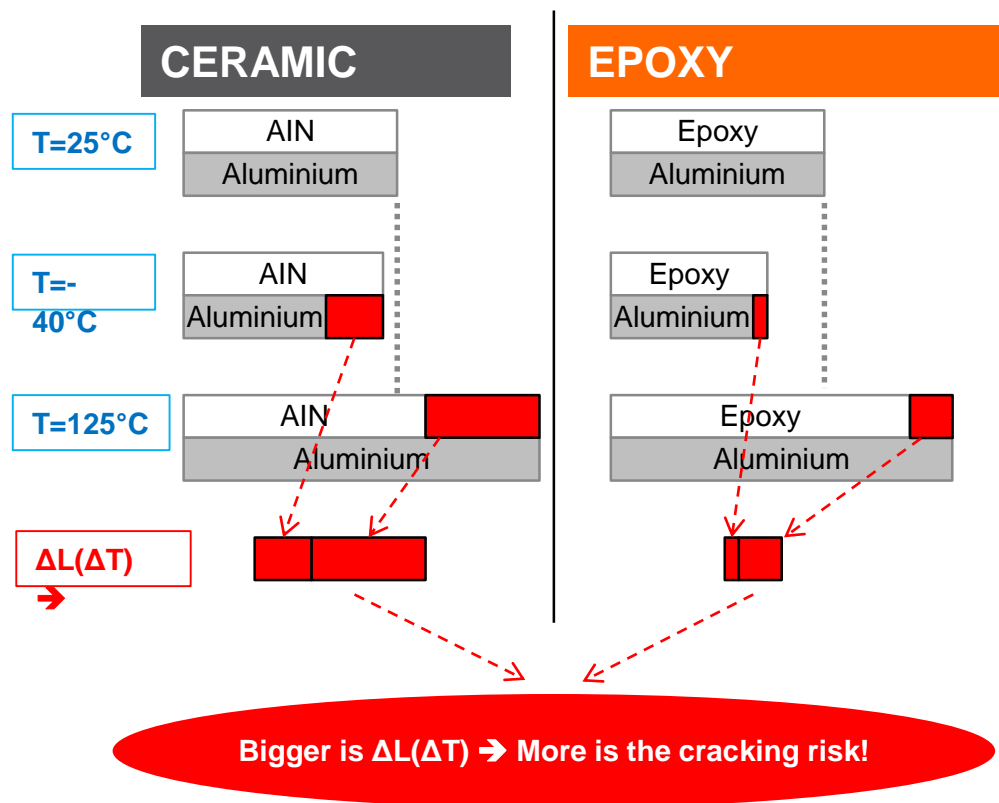 CERAMIC
EPOXY
T=25°C
AIN
Aluminium
Epoxy
Aluminium
T=-
40°C
AIN
Aluminium
Epoxy
Aluminium
T=125°C
AIN
Aluminium
Epoxy
Aluminium
ΔL(ΔT)
➔
Bigger is ΔL(ΔT) ➔ More is the cracking risk!